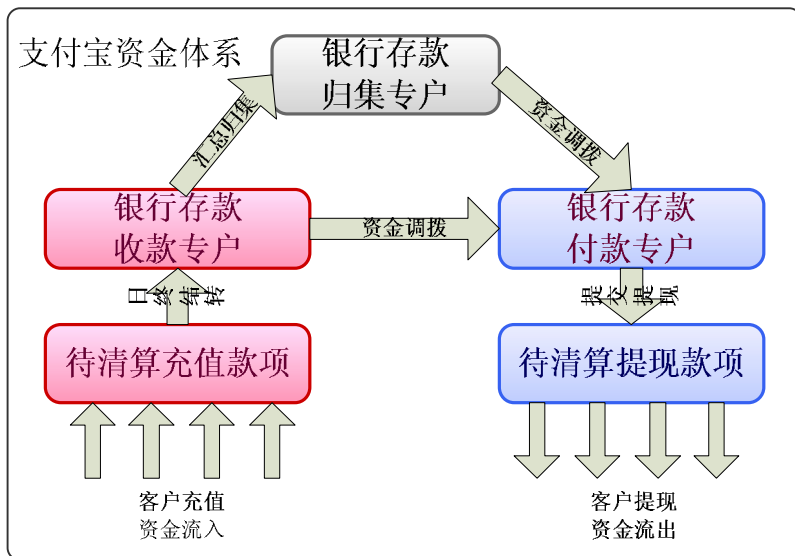 支付宝资金体系
银行存款
归集专户
汇总归集
资金调拨
银行存款
收款专户
资金调拨
银行存款
付款专户
日终结转
提交提现
待清算充值款项
待清算提现款项
客户充值
资金流入
客户提现
资金流出